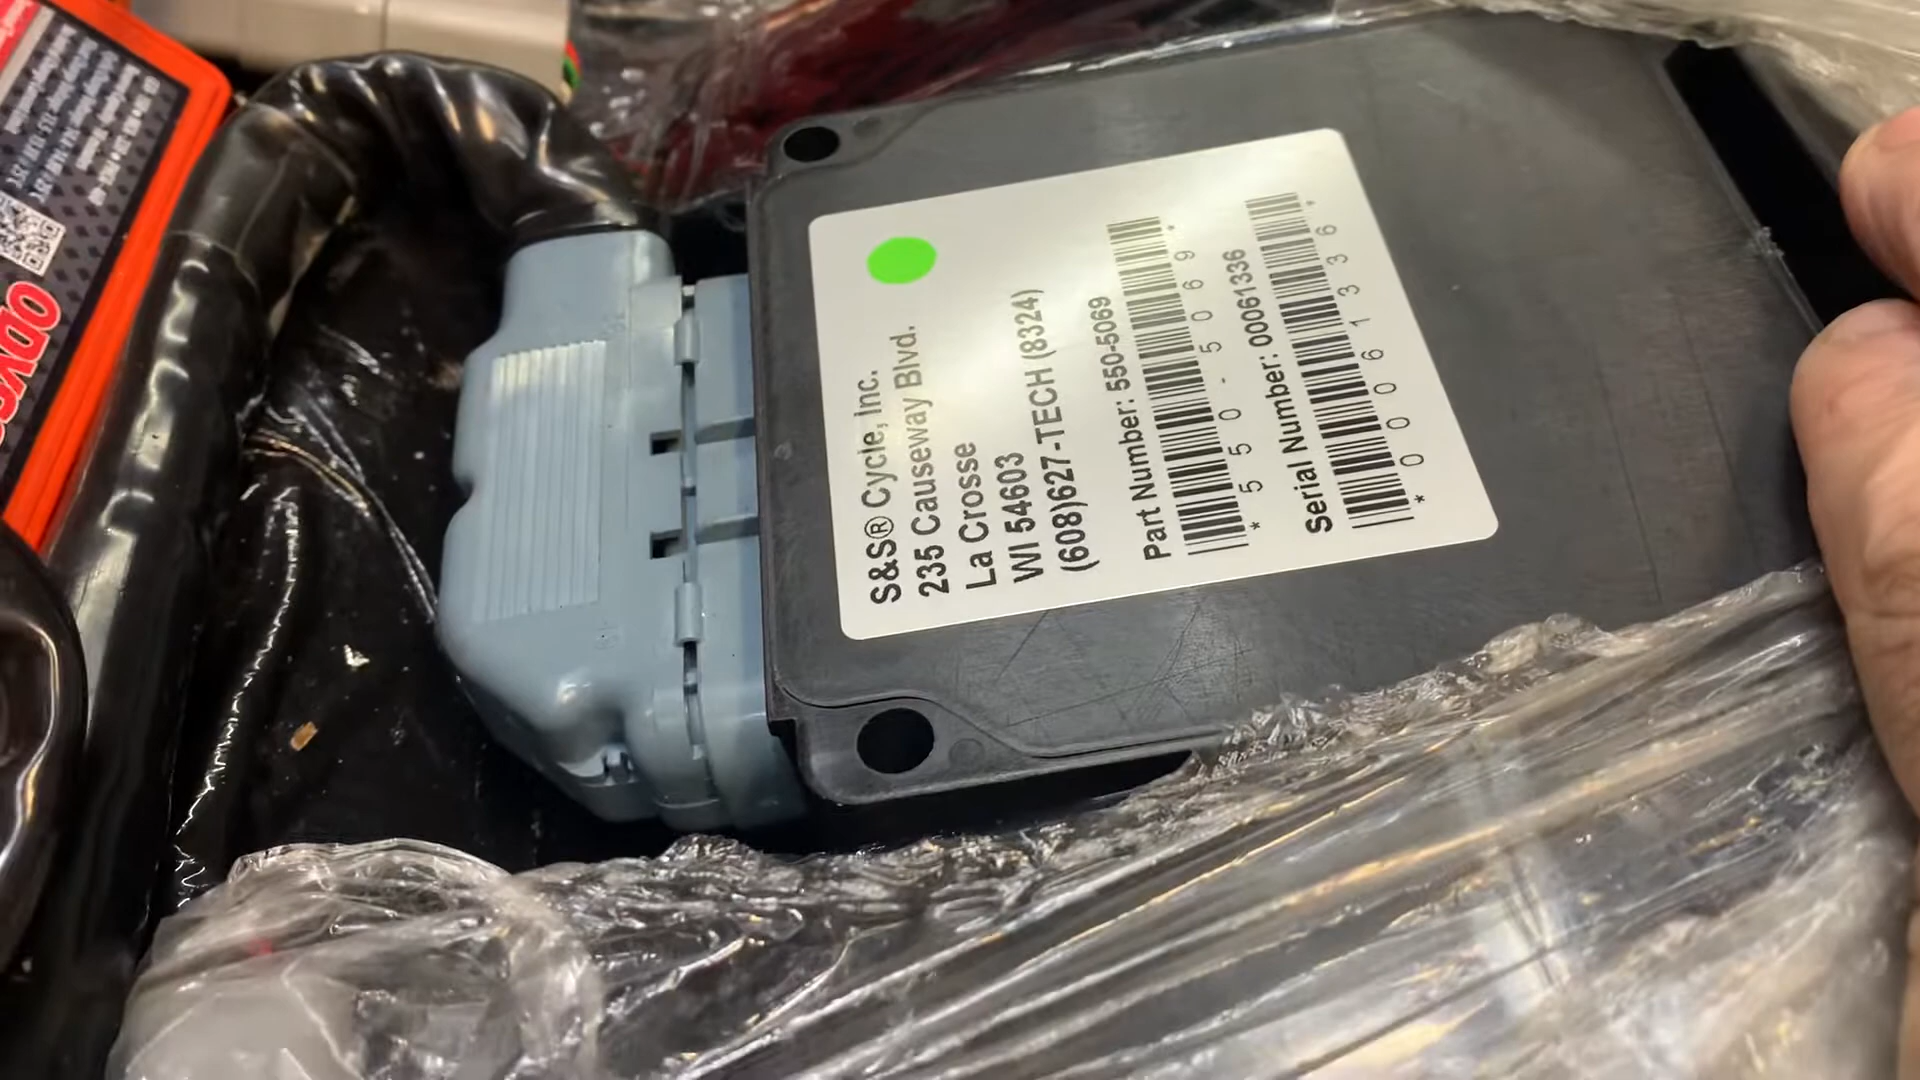 S&S® Cycle, Inc.
235 Causeway Blvd.
La Crosse
WI 54603
(608)627-TECH (8324)
Part Number: 550-5069
*550-5069*
Serial Number: 00061336
*00061336*